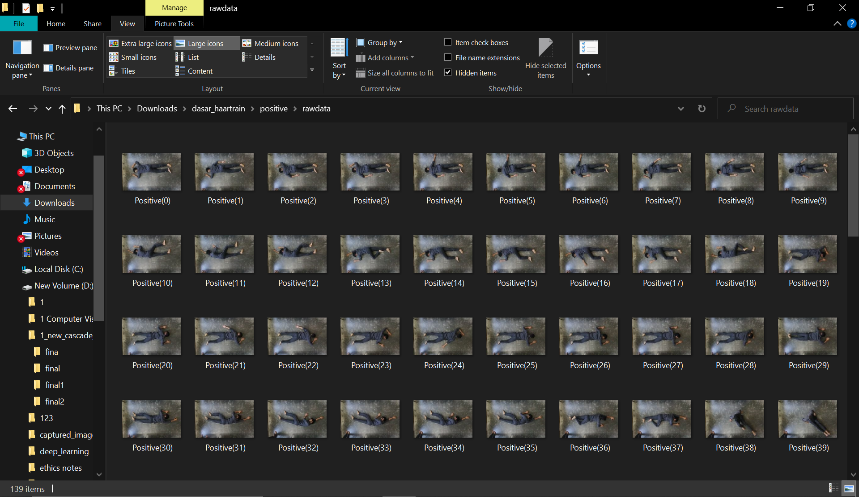 Manage
rawdata
File
Home
Share
View
Picture Tools
Navigation pane
Preview pane
Details pane
Extra large icons
Large icons
Medium icons
Small icons
List
Details
Tiles
Content
Sort by
Group by
Add columns
Size all columns to fit
Item check boxes
File name extensions
Hidden items
Hide selected items
Options
Panes
Layout
Current view
Show/hide
This PC > Downloads > dasar_haartrain > positive > rawdata
Search rawdata
This PC
3D Objects
Desktop
Documents
Downloads
Music
Pictures
Videos
Local Disk (C:)
New Volume (D:)
1
1 Computer Vis
1_new_cascade
fina
final
final1
final2
123
captured_imag
deep_learning
ethics notes
Positive(0) Positive(1) Positive(2) Positive(3) Positive(4) Positive(5) Positive(6) Positive(7) Positive(8) Positive(9)
Positive(10) Positive(11) Positive(12) Positive(13) Positive(14) Positive(15) Positive(16) Positive(17) Positive(18) Positive(19)
Positive(20) Positive(21) Positive(22) Positive(23) Positive(24) Positive(25) Positive(26) Positive(27) Positive(28) Positive(29)
Positive(30) Positive(31) Positive(32) Positive(33) Positive(34) Positive(35) Positive(36) Positive(37) Positive(38) Positive(39)
139 items